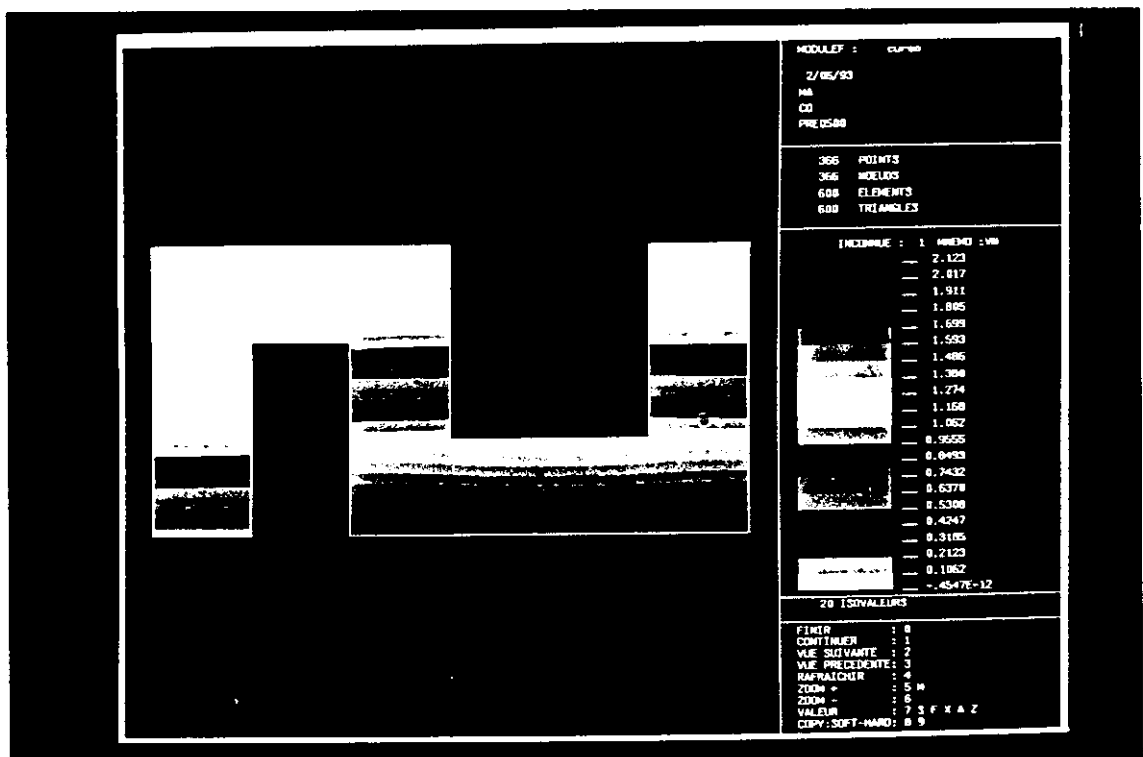 MODULEF : curso
2/06/93
MA
CO
PREDS00
366 POINTS
366 NOEUDS
600 ELEMENTS
600 TRIANGLES
INCONNUE : 1 MNEMO :VN
2.123
2.017
1.911
1.805
1.699
1.593
1.486
1.380
1.274
1.168
1.062
0.9555
0.8493
0.7432
0.6370
0.5308
0.4247
0.3185
0.2123
0.1062
-.4547E-12
20 ISOVALEURS
FINIR : 0
CONTINUER : 1
VUE SUIVANTE : 2
VUE PRECEDENTE: 3
RAFRAICHIR : 4
ZOOM + : 5 M
ZOOM - : 6
VALEUR : 7 S F X A Z
COPY:SOFT-HARD: 8 9